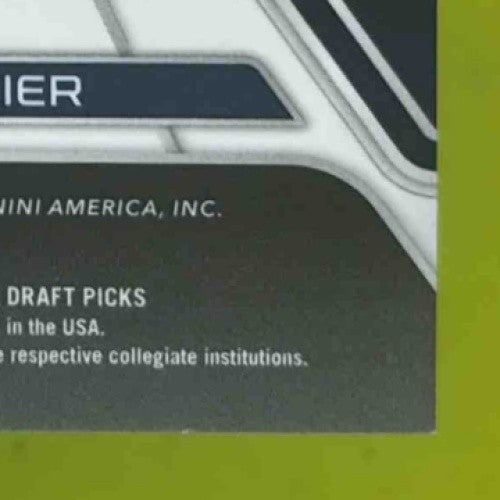 IER
NINI AMERICA, INC.
DRAFT PICKS
in the USA.
e respective collegiate institutions.